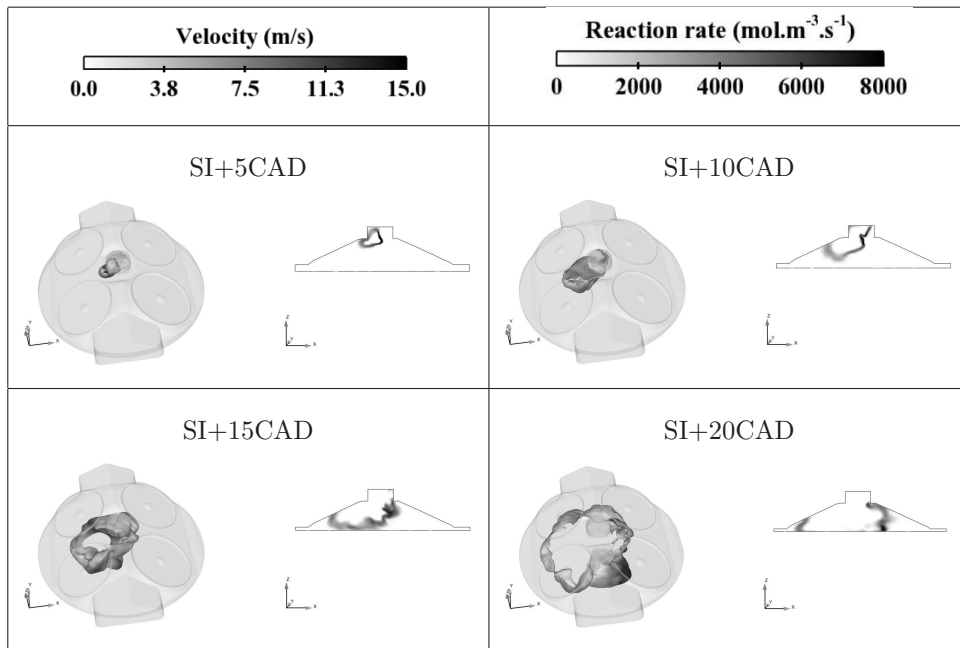 Velocity (m/s)
0.0 3.8 7.5 11.3 15.0
Reaction rate (mol.m⁻³.s⁻¹)
0 2000 4000 6000 8000
SI+5CAD
Y
Z
X
Z
Y
X
SI+10CAD
Y
Z
X
Z
Y
X
SI+15CAD
Y
Z
X
Z
Y
X
SI+20CAD
Y
Z
X
Z
Y
X